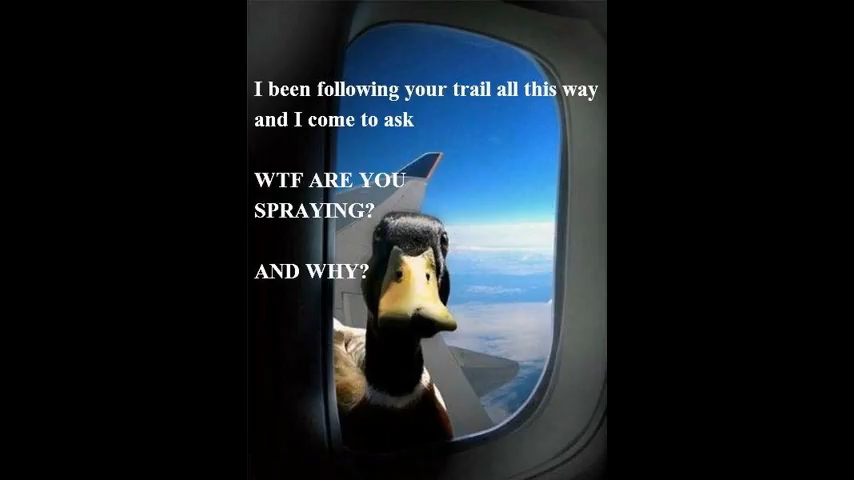 I been following your trail all this way
and I come to ask
WTF ARE YOU
SPRAYING?
AND WHY?